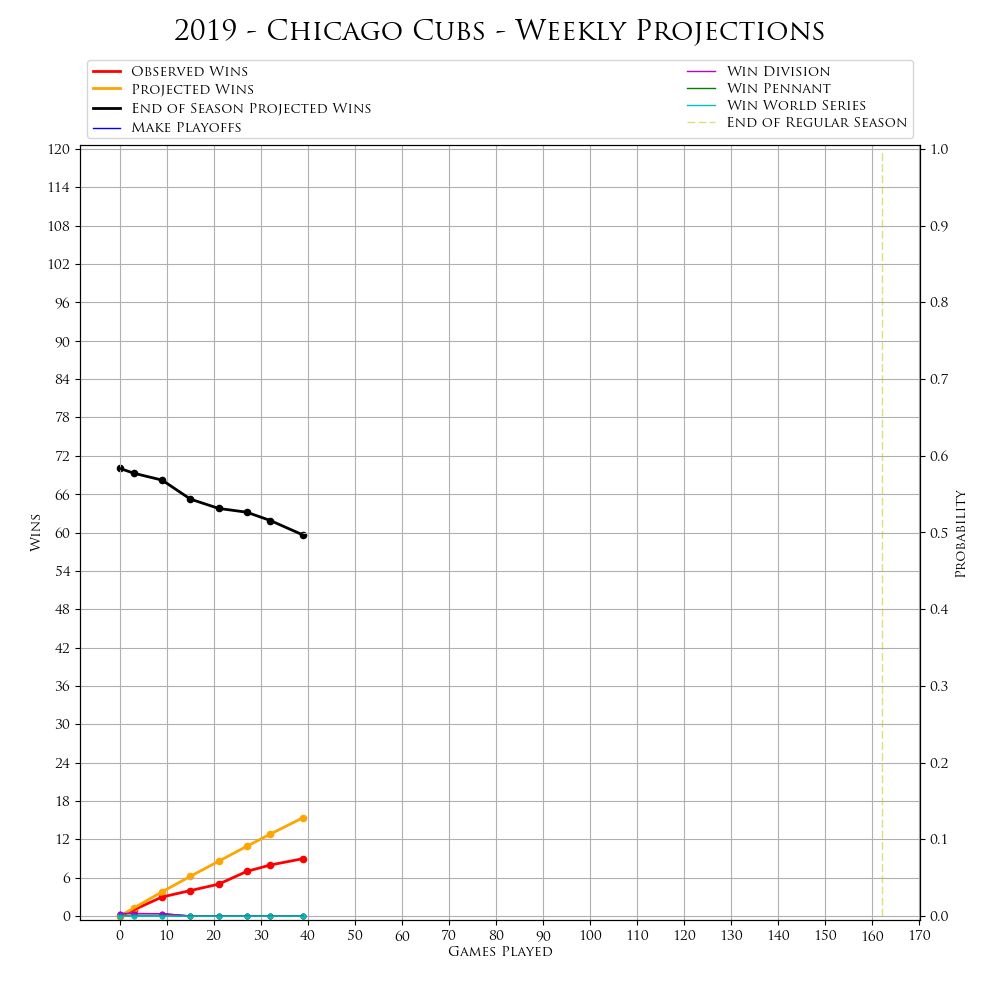 2019 - Chicago Cubs - Weekly Projections
Observed Wins
Projected Wins
End of Season Projected Wins
Make Playoffs
Win Division
Win Pennant
Win World Series
End of Regular Season
120
114
108
102
96
90
84
78
72
66
60
54
48
42
36
30
24
18
12
6
0
Wins
1.0
0.9
0.8
0.7
0.6
0.5
0.4
0.3
0.2
0.1
0.0
Probability
0 10 20 30 40 50 60 70 80 90 100 110 120 130 140 150 160 170
Games Played